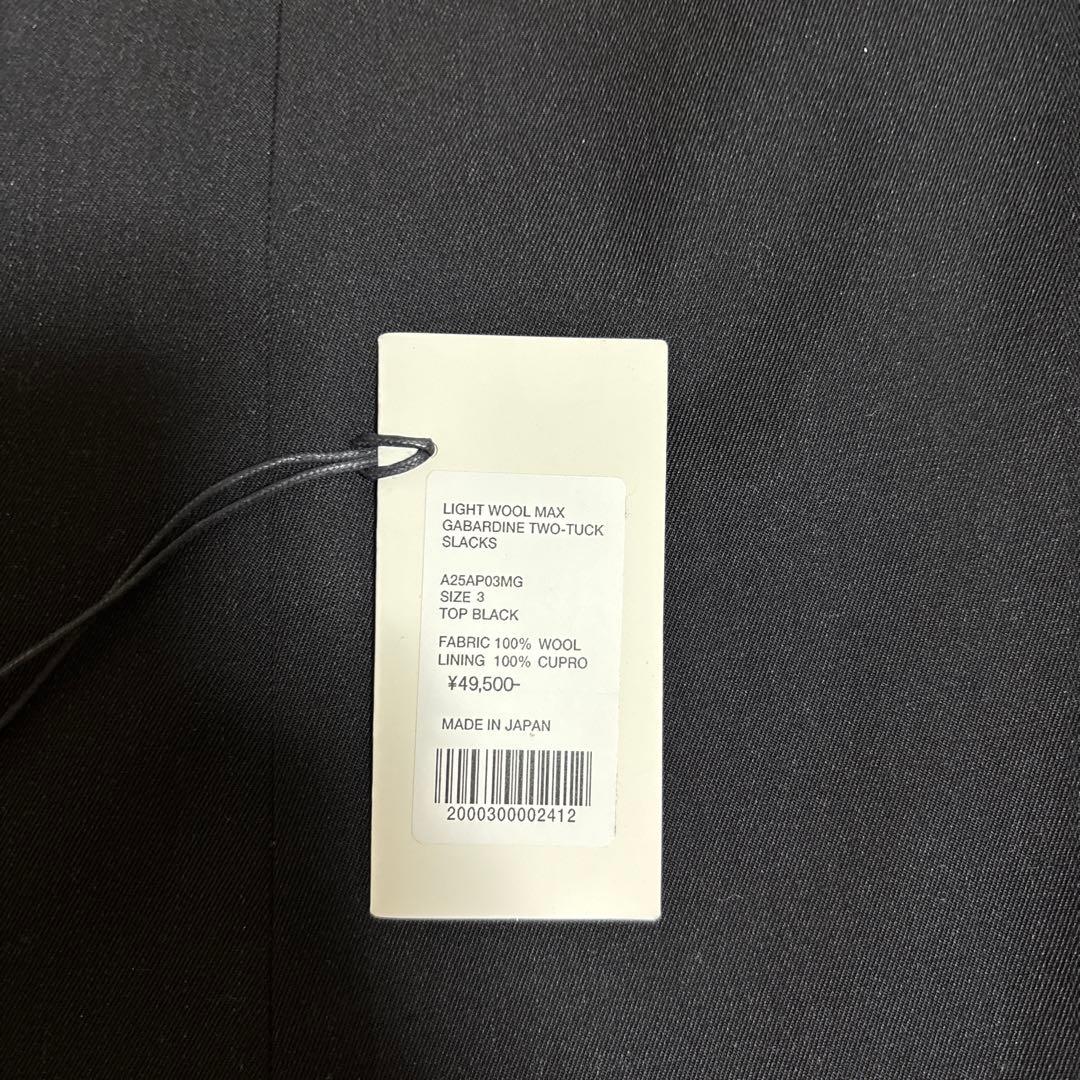 LIGHT WOOL MAX
GABARDINE TWO-TUCK
SLACKS
A25AP03MG
SIZE 3
TOP BLACK
FABRIC 100% WOOL
LINING 100% CUPRO
¥49,500-
MADE IN JAPAN
2000300002412